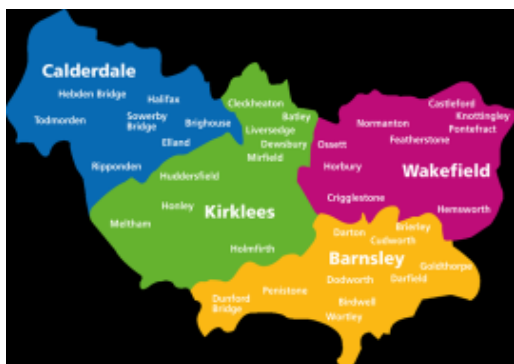 Calderdale
Hebden Bridge
Halifax
Todmorden
Sowerby
Bridge
Brighouse
Elland
Ripponden
Cleckheaton
Batley
Liversedge
Dewsbury
Mirfield
Huddersfield
Honley
Kirklees
Meltham
Holmfirth
Castleford
Knottingley
Normanton
Pontefract
Featherstone
Ossett
Horbury
Wakefield
Crigglestone
Hemsworth
Darton
Brierley
Cudworth
Barnsley
Goldthorpe
Dodworth
Darfield
Penistone
Dunford
Bridge
Birdwell
Wortley